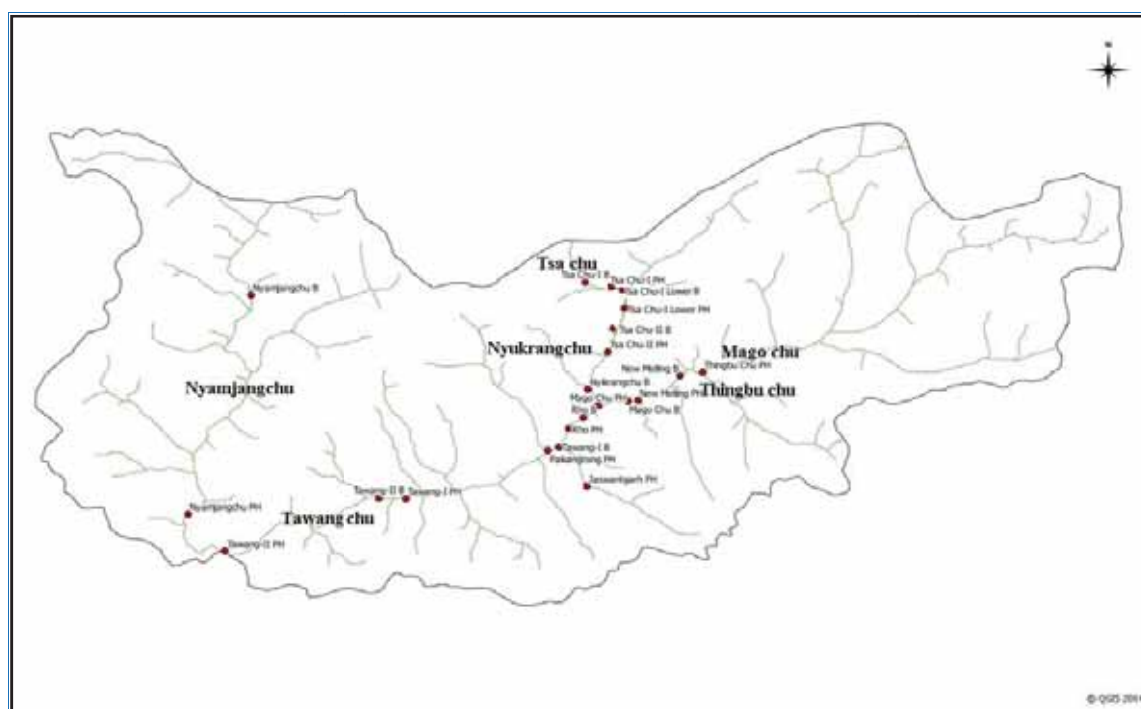 N
Tsa chu
Tsa Chu-I B
Tsa Chu-I PH
Tsa Chu-I Lower B
Nyamjangchu B
Tsa Chu-I Lower PH
Tsa Chu-II B
Nyukrangchu
Tsa Chu-II PH
Mago chu
New Melling B
Thingbu Chu PH
Nyamjangchu
Thingbu chu
Mago Chu PH
New Melling PH
Rho B
Mago Chu B
Rho PH
Tawang-I B
Jaswantgarh PH
Tawang-II B
Tawang-I PH
Nyamjangchu PH
Tawang chu
Tawang-II PH
© QGIS